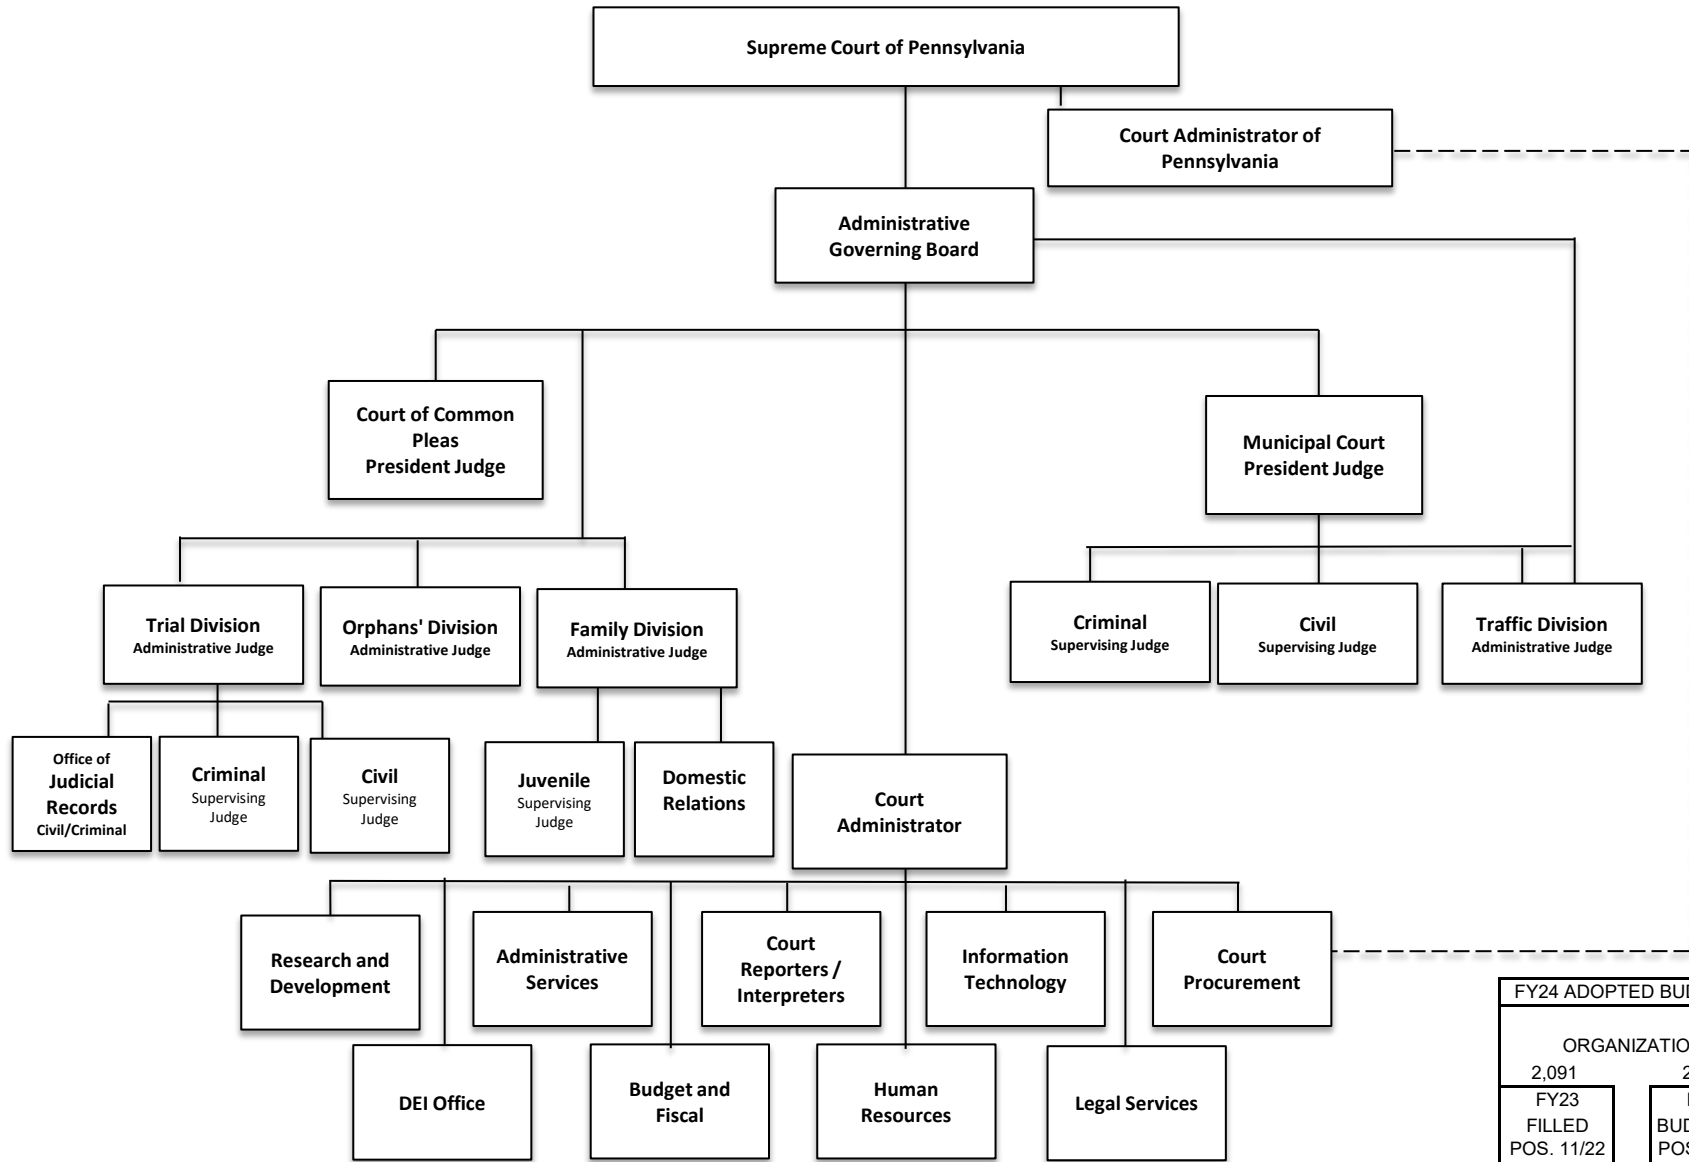 Supreme Court of Pennsylvania
Court Administrator of
Pennsylvania
Administrative
Governing Board
Court of Common
Pleas
President Judge
Municipal Court
President Judge
Trial Division
Administrative Judge
Orphans' Division
Administrative Judge
Family Division
Administrative Judge
Criminal
Supervising Judge
Civil
Supervising Judge
Traffic Division
Administrative Judge
Office of
Judicial
Records
Civil/Criminal
Criminal
Supervising
Judge
Civil
Supervising
Judge
Juvenile
Supervising
Judge
Domestic
Relations
Court
Administrator
Research and
Development
Administrative
Services
Court
Reporters /
Interpreters
Information
Technology
Court
Procurement
DEI Office
Budget and
Fiscal
Human
Resources
Legal Services
FY24 ADOPTED
ORGANIZATIO
2,091
FY23
FILLED
POS. 11/22